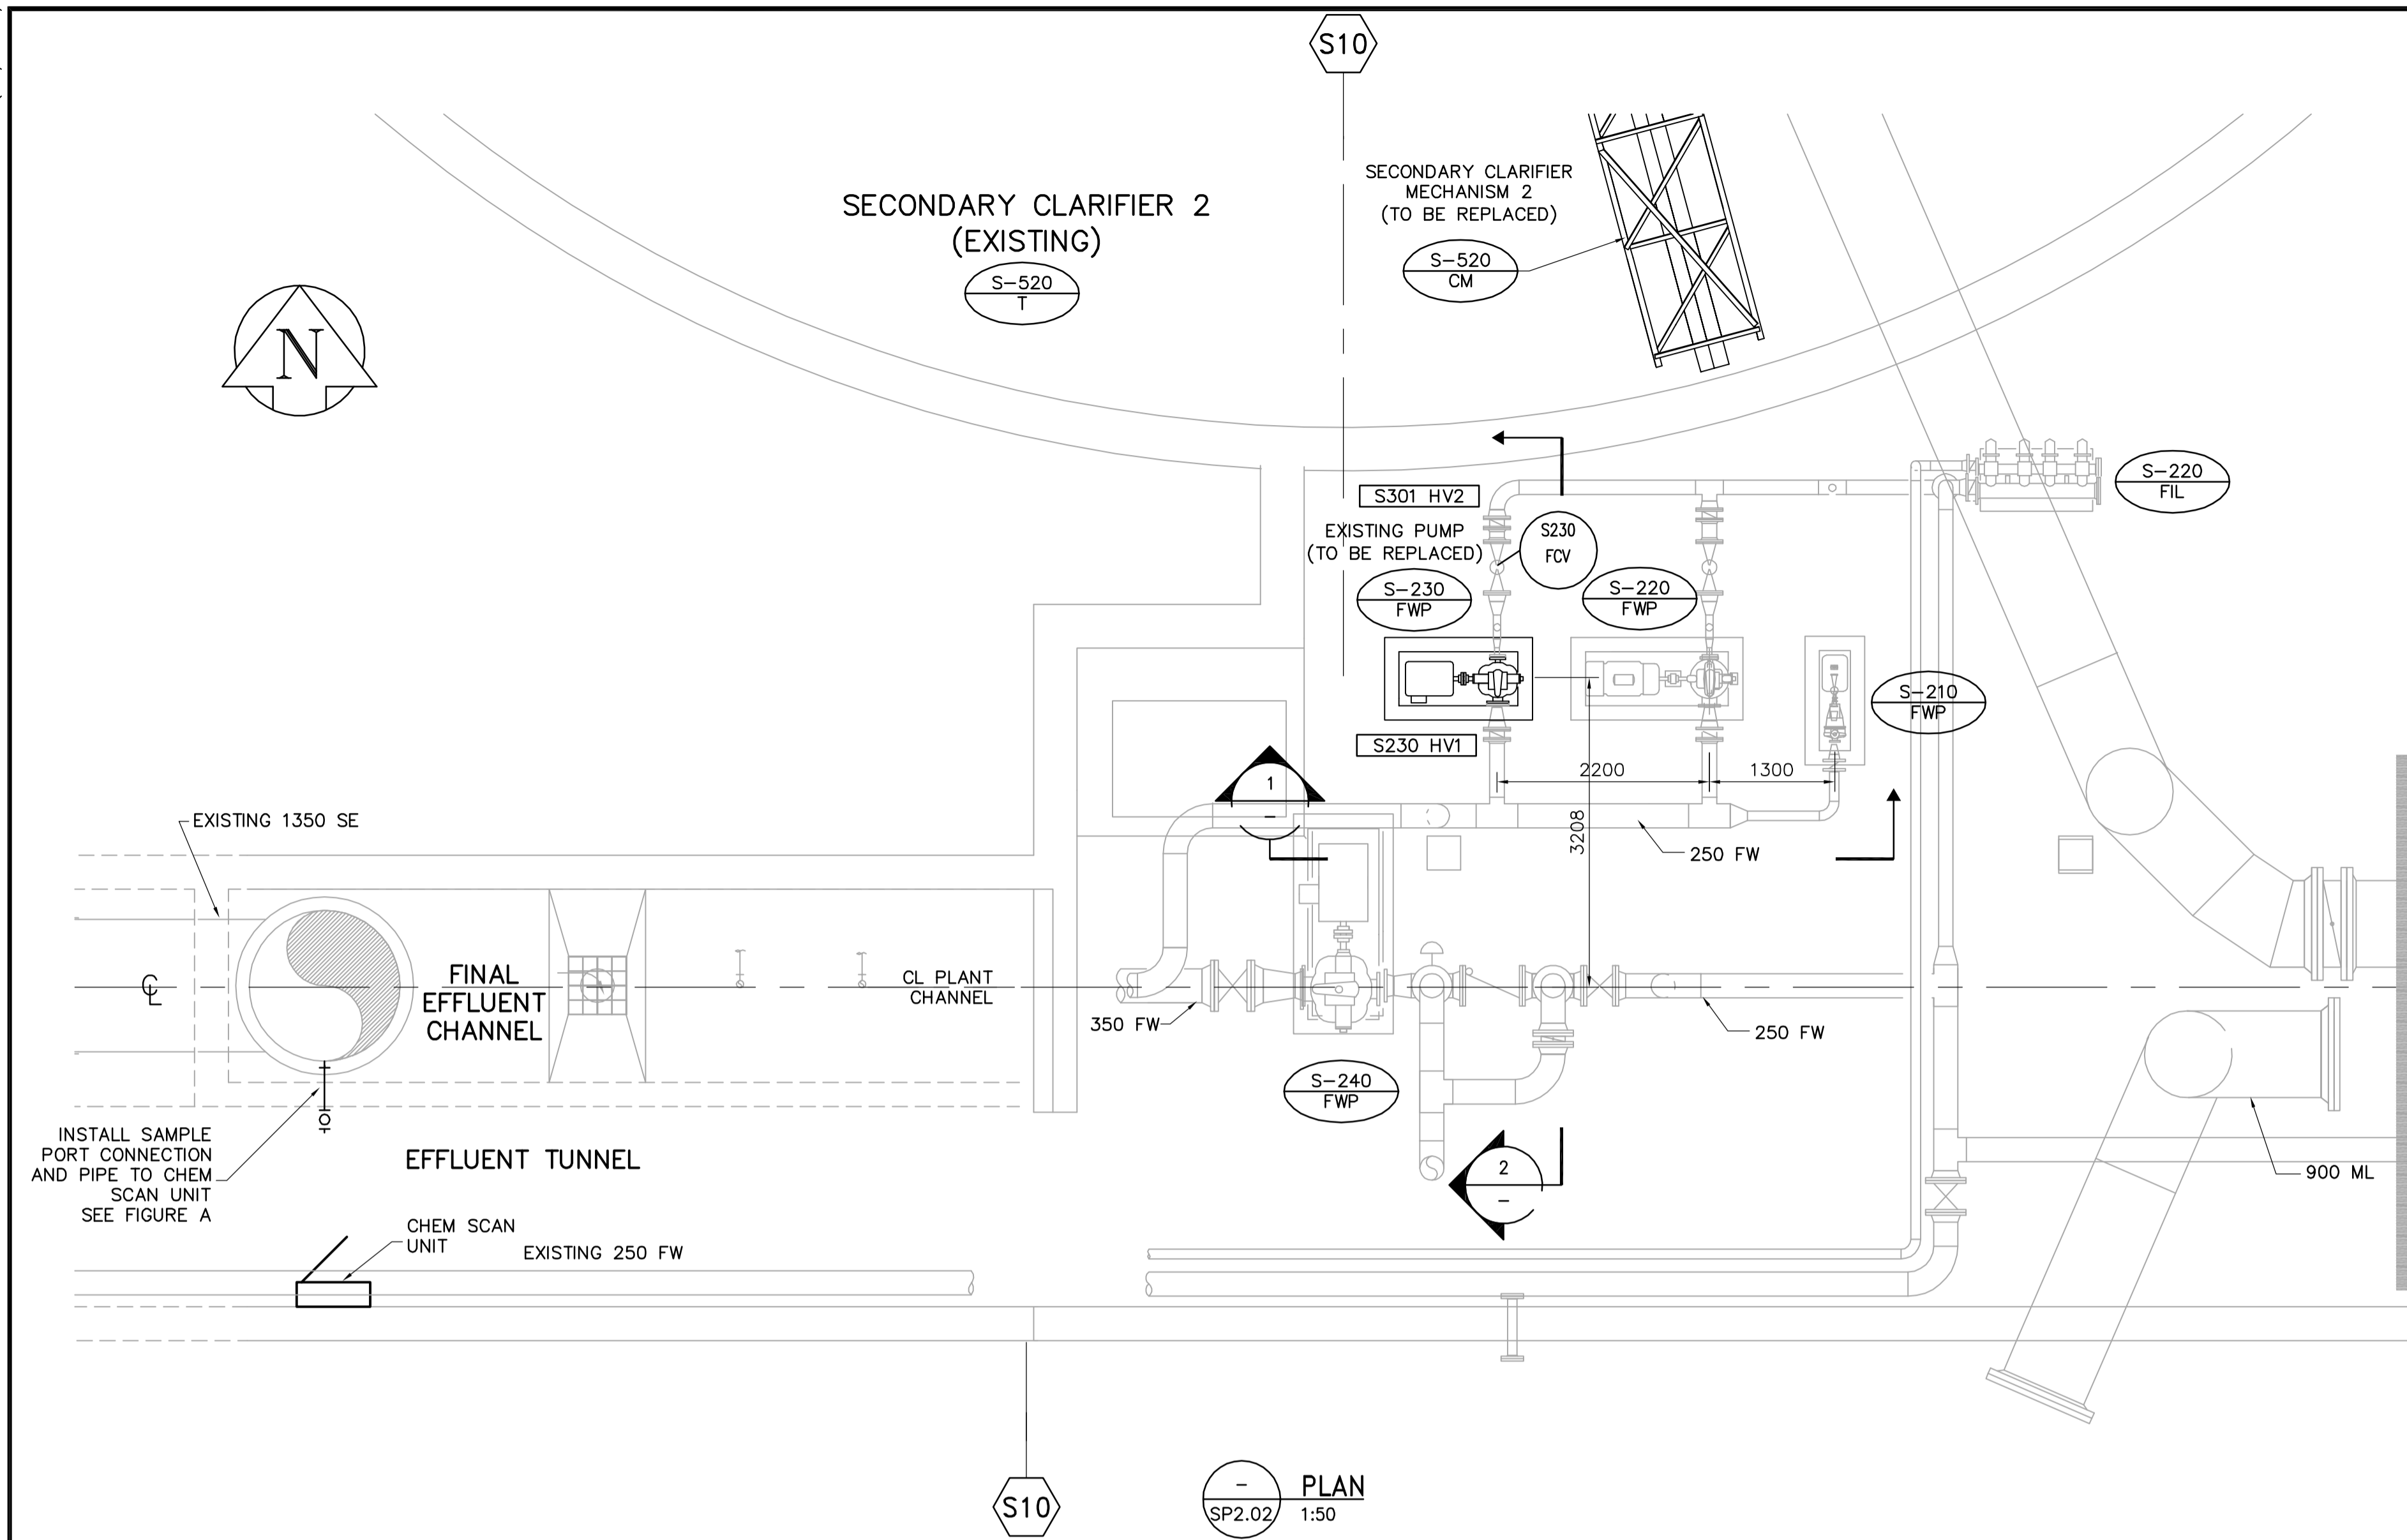 S10
SECONDARY CLARIFIER
MECHANISM 2
(TO BE REPLACED)
S-520
CM
SECONDARY CLARIFIER 2
(EXISTING)
S-520
T
N
S301 HV2
EXISTING PUMP
(TO BE REPLACED)
S230
FCV
S-220
FIL
S-230
FWP
S-220
FWP
S-210
FWP
S230 HV1
2200
1300
3208
250 FW
1
-
EXISTING 1350 SE
CL
FINAL
EFFLUENT
CHANNEL
CL PLANT
CHANNEL
350 FW
250 FW
S-240
FWP
INSTALL SAMPLE
PORT CONNECTION
AND PIPE TO CHEM
SCAN UNIT
SEE FIGURE A
EFFLUENT TUNNEL
2
-
900 ML
CHEM SCAN
UNIT
EXISTING 250 FW
S10
-
SP2.02
PLAN
1:50